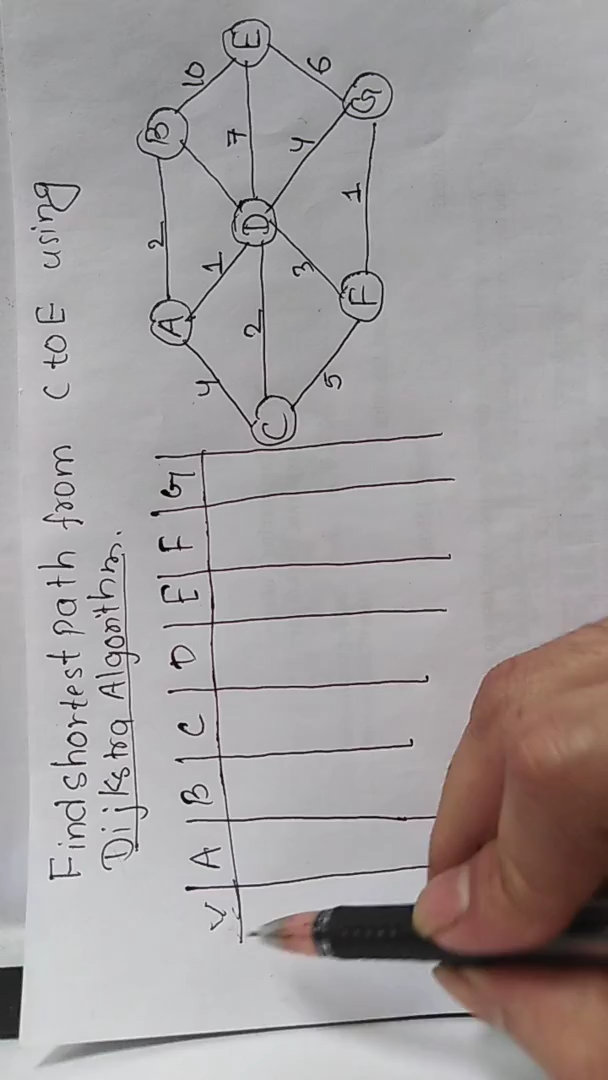 Find shortest path from C to E using
Dijkstra Algorithm.
V A B C D E F G
A 2 B 10 E
4 1 7 6
C 2 D 4 G
5 3 1
F